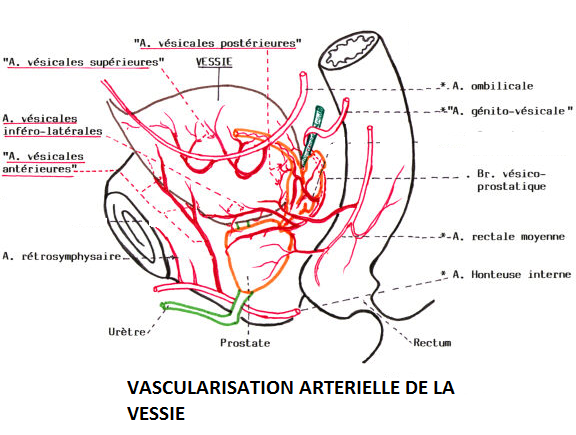 "A. vésicales postérieures"
"A. vésicales supérieures"
VESSIE
*. A. ombilicale
A. vésicales
inféro-latérales
*"A. génito-vésicale"
"A. vésicales
antérieures"
. Br. vésico-
prostatique
A. rétrosymphysaire
*A. rectale moyenne
* A. Honteuse interne
Urètre
Prostate
Rectum
VASCULARISATION ARTERIELLE DE LA
VESSIE